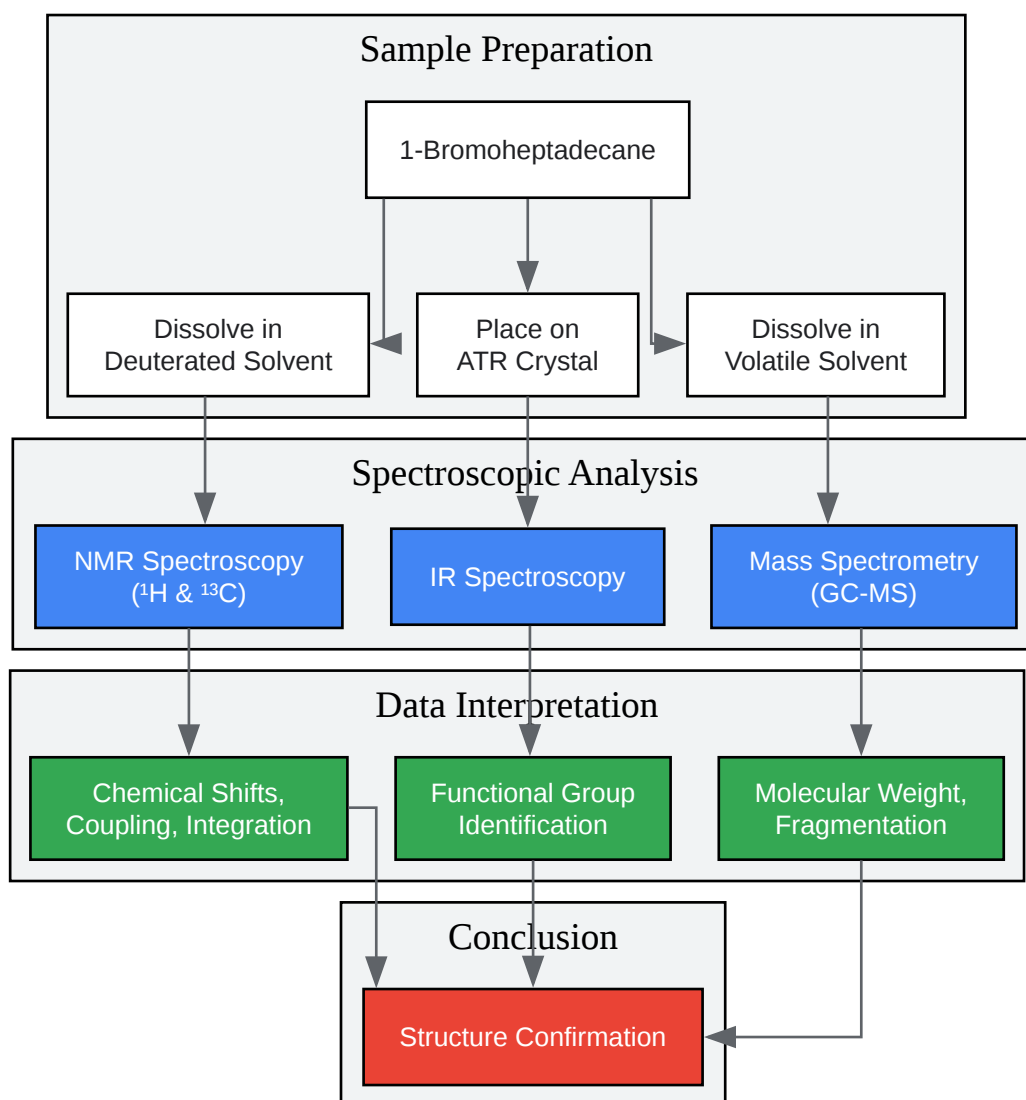 Sample Preparation
1-Bromoheptadecane
Dissolve in
Deuterated Solvent
Place on
ATR Crystal
Dissolve in
Volatile Solvent
Spectroscopic Analysis
NMR Spectroscopy
(¹H & ¹³C)
IR Spectroscopy
Mass Spectrometry
(GC-MS)
Data Interpretation
Chemical Shifts,
Coupling, Integration
Functional Group
Identification
Molecular Weight,
Fragmentation
Conclusion
Structure Confirmation